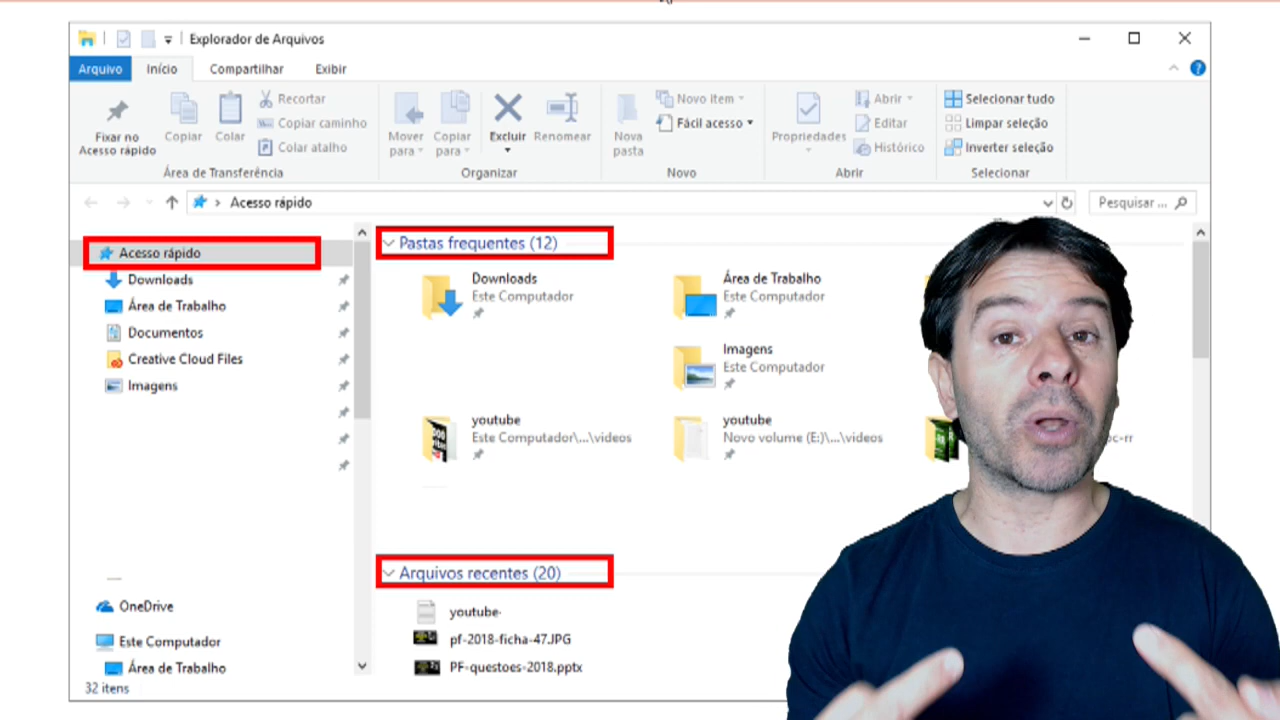 Explorador de Arquivos
Arquivo Início Compartilhar Exibir
Fixar no
Acesso rápido
Copiar
Colar
Recortar
Copiar caminho
Colar atalho
Área de Transferência
Mover
para
Copiar
para
Excluir
Renomear
Organizar
Nova
pasta
Novo item
Fácil acesso
Novo
Propriedades
Abrir
Editar
Histórico
Abrir
Selecionar tudo
Limpar seleção
Inverter seleção
Selecionar
Acesso rápido
Pesquisar ...
Acesso rápido
Downloads
Área de Trabalho
Documentos
Creative Cloud Files
Imagens
OneDrive
Este Computador
Área de Trabalho
32 itens
Pastas frequentes (12)
Downloads
Este Computador
Área de Trabalho
Este Computador
Imagens
Este Computador
youtube
Este Computador\...\videos
youtube
Novo volume (E:)\...\videos
Arquivos recentes (20)
youtube-
pf-2018-ficha-47.JPG
PF-questoes-2018.pptx